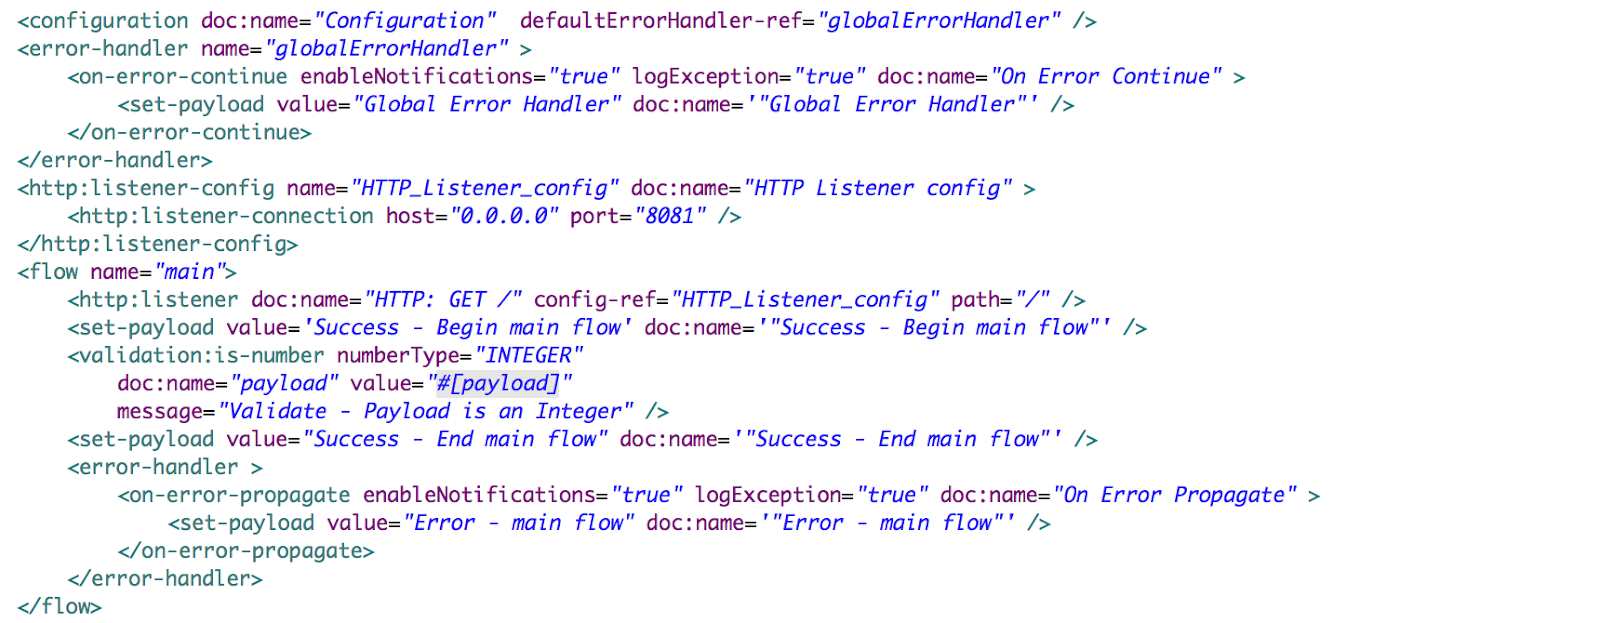 <configuration doc:name="Configuration"  defaultErrorHandler-ref="globalErrorHandler" />
<error-handler name="globalErrorHandler" >
    <on-error-continue enableNotifications="true" logException="true" doc:name="On Error Continue" >
        <set-payload value="Global Error Handler" doc:name='"Global Error Handler"' />
    </on-error-continue>
</error-handler>
<http:listener-config name="HTTP_Listener_config" doc:name="HTTP Listener config" >
    <http:listener-connection host="0.0.0.0" port="8081" />
</http:listener-config>
<flow name="main">
    <http:listener doc:name="HTTP: GET /" config-ref="HTTP_Listener_config" path="/" />
    <set-payload value='Success - Begin main flow' doc:name='"Success - Begin main flow"' />
    <validation:is-number numberType="INTEGER"
        doc:name="payload" value="#[payload]"
        message="Validate - Payload is an Integer" />
    <set-payload value="Success - End main flow" doc:name='"Success - End main flow"' />
    <error-handler >
        <on-error-propagate enableNotifications="true" logException="true" doc:name="On Error Propagate" >
            <set-payload value="Error - main flow" doc:name='"Error - main flow"' />
        </on-error-propagate>
    </error-handler>
</flow>